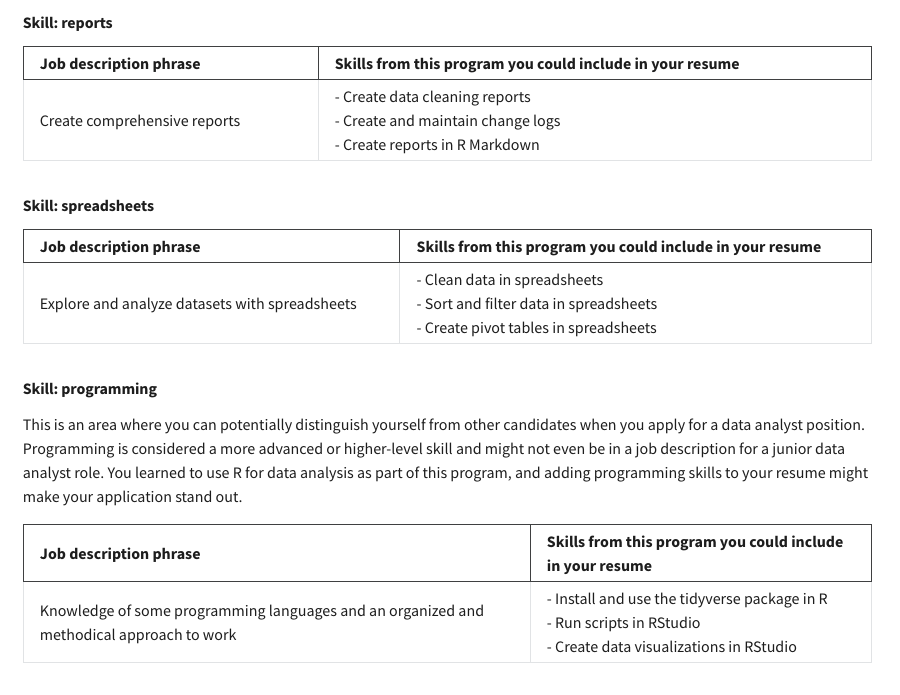 Skill: reports
Job description phrase
Skills from this program you could include in your resume
Create comprehensive reports
- Create data cleaning reports
- Create and maintain change logs
- Create reports in R Markdown
Skill: spreadsheets
Job description phrase
Skills from this program you could include in your resume
Explore and analyze datasets with spreadsheets
- Clean data in spreadsheets
- Sort and filter data in spreadsheets
- Create pivot tables in spreadsheets
Skill: programming
This is an area where you can potentially distinguish yourself from other candidates when you apply for a data analyst position.
Programming is considered a more advanced or higher-level skill and might not even be in a job description for a junior data
analyst role. You learned to use R for data analysis as part of this program, and adding programming skills to your resume might
make your application stand out.
Job description phrase
Skills from this program you could include
in your resume
Knowledge of some programming languages and an organized and
methodical approach to work
- Install and use the tidyverse package in R
- Run scripts in RStudio
- Create data visualizations in RStudio